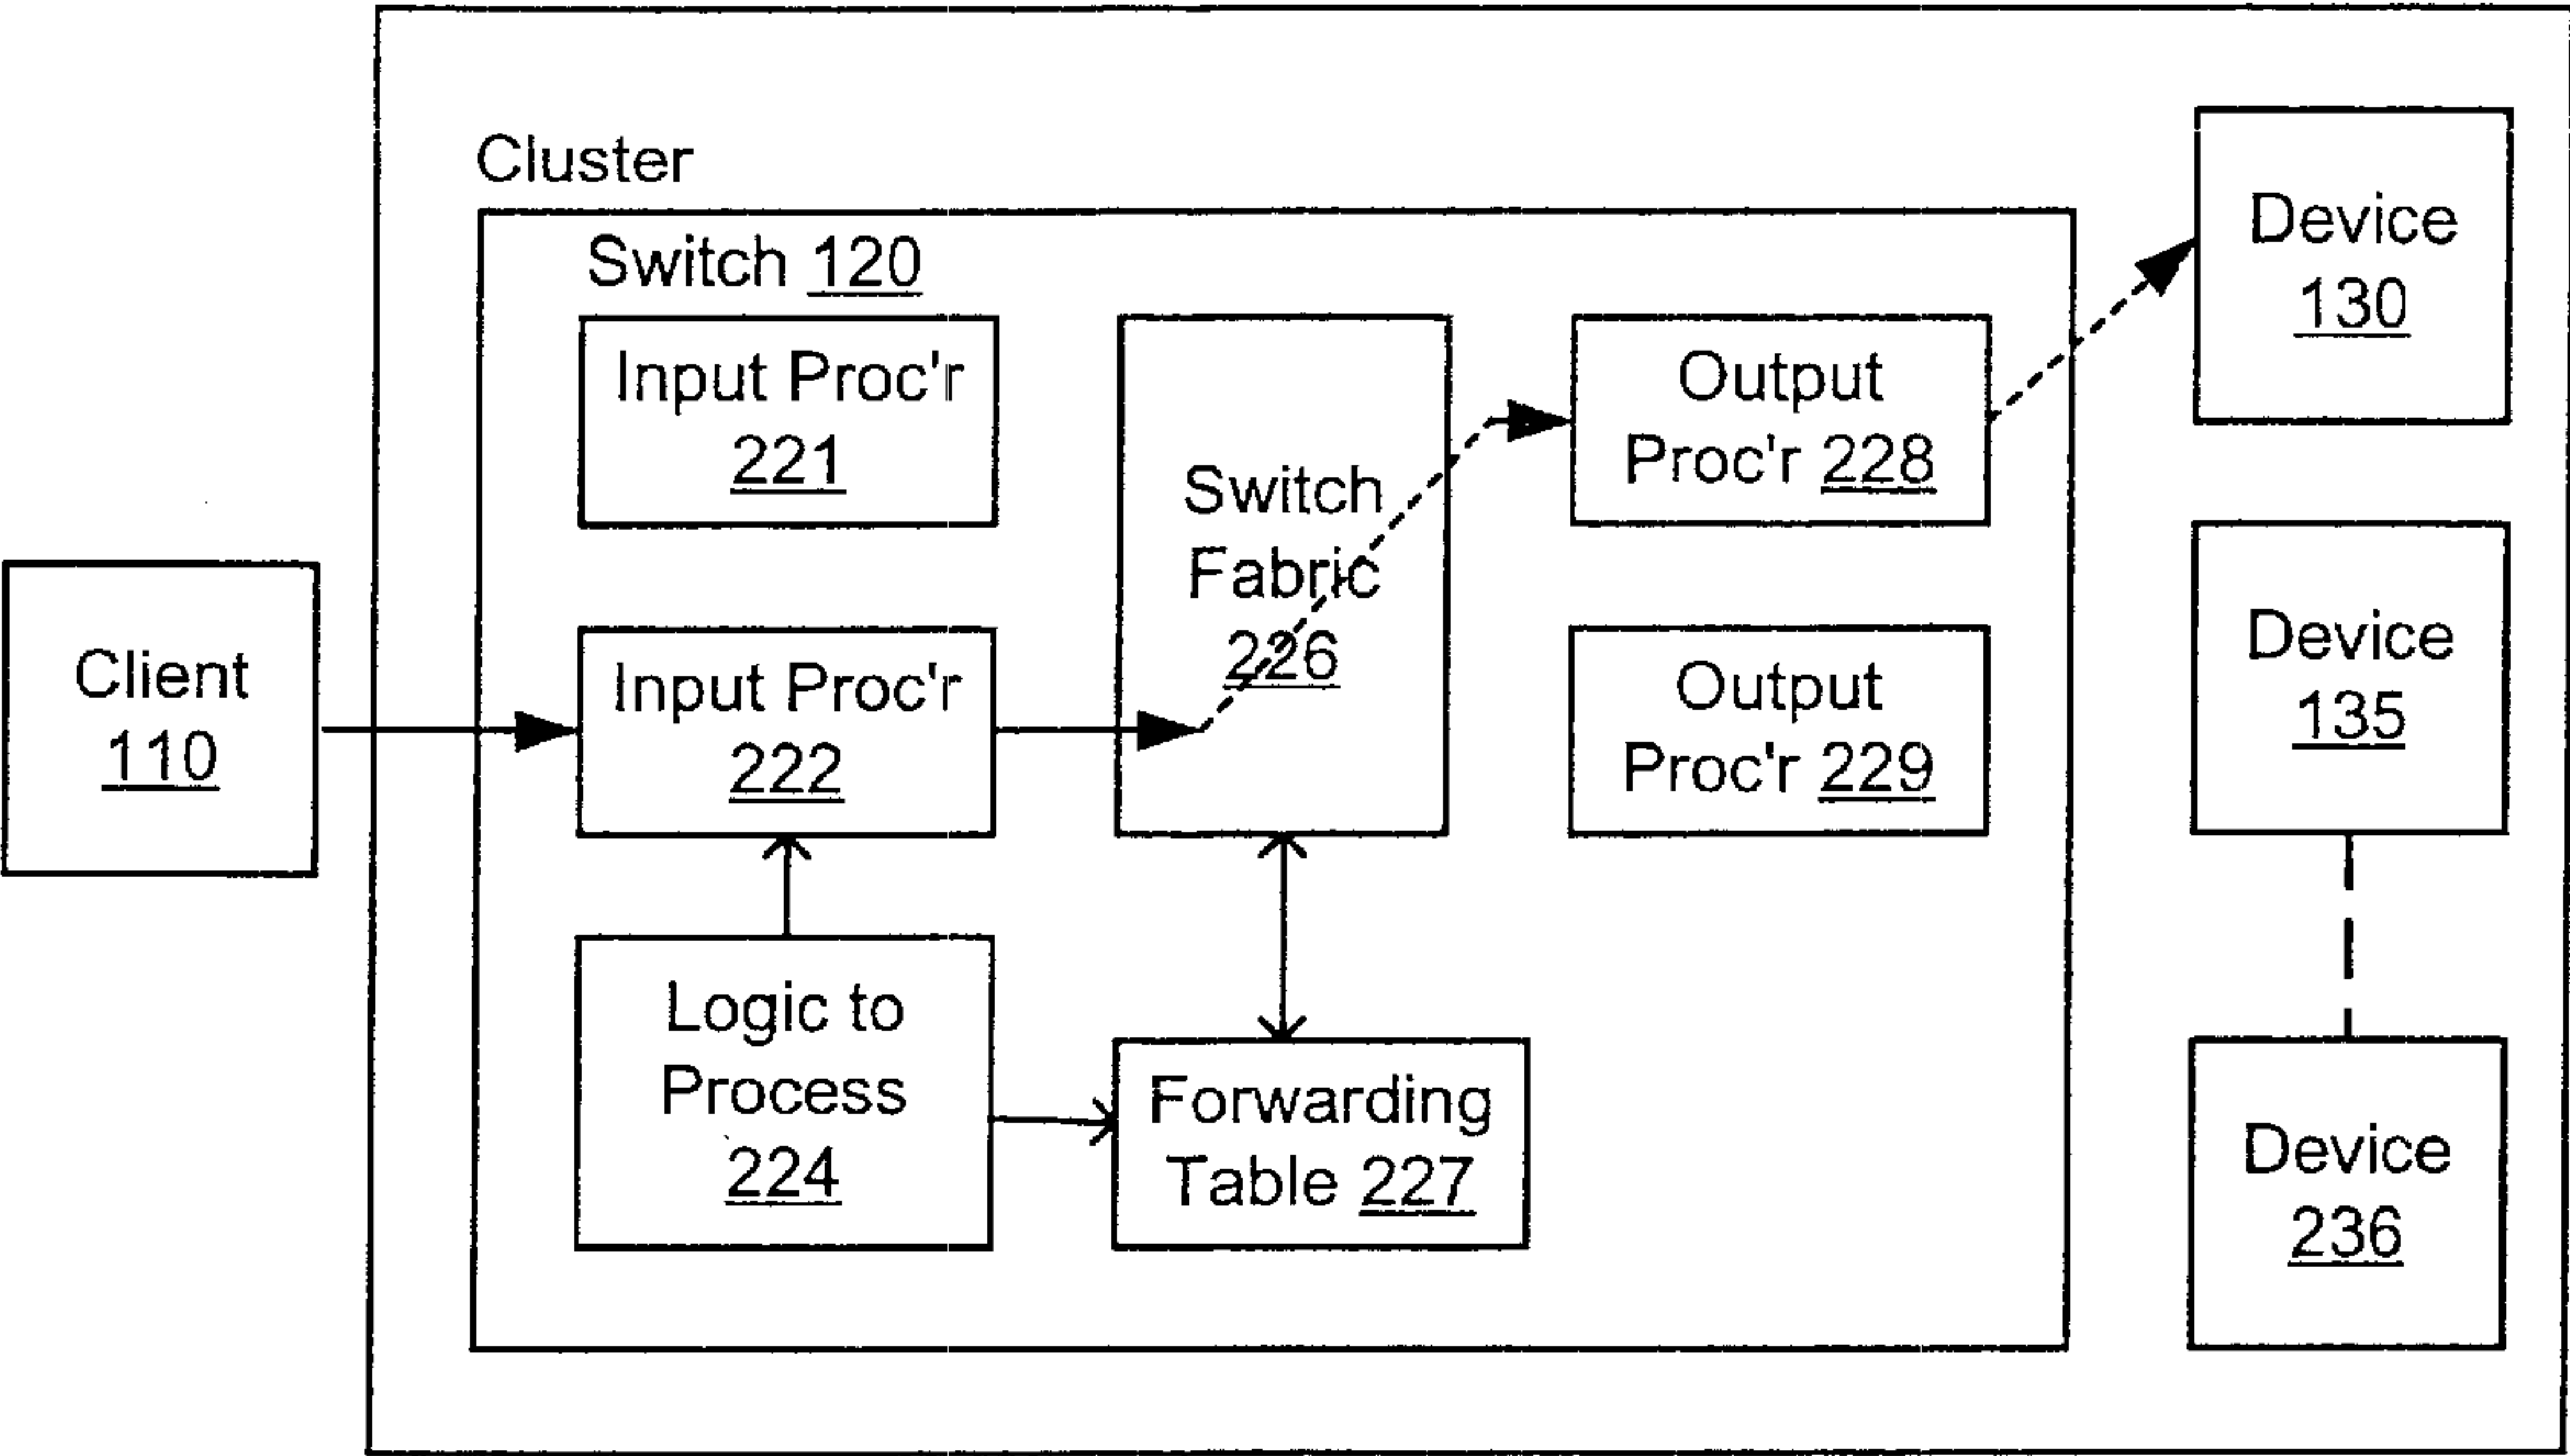 Cluster
Switch 120
Input Proc'r
221
Switch
Fabric
226
Output
Proc'r 228
Device
130
Client
110
Input Proc'r
222
Output
Proc'r 229
Device
135
Logic to
Process
224
Forwarding
Table 227
Device
236